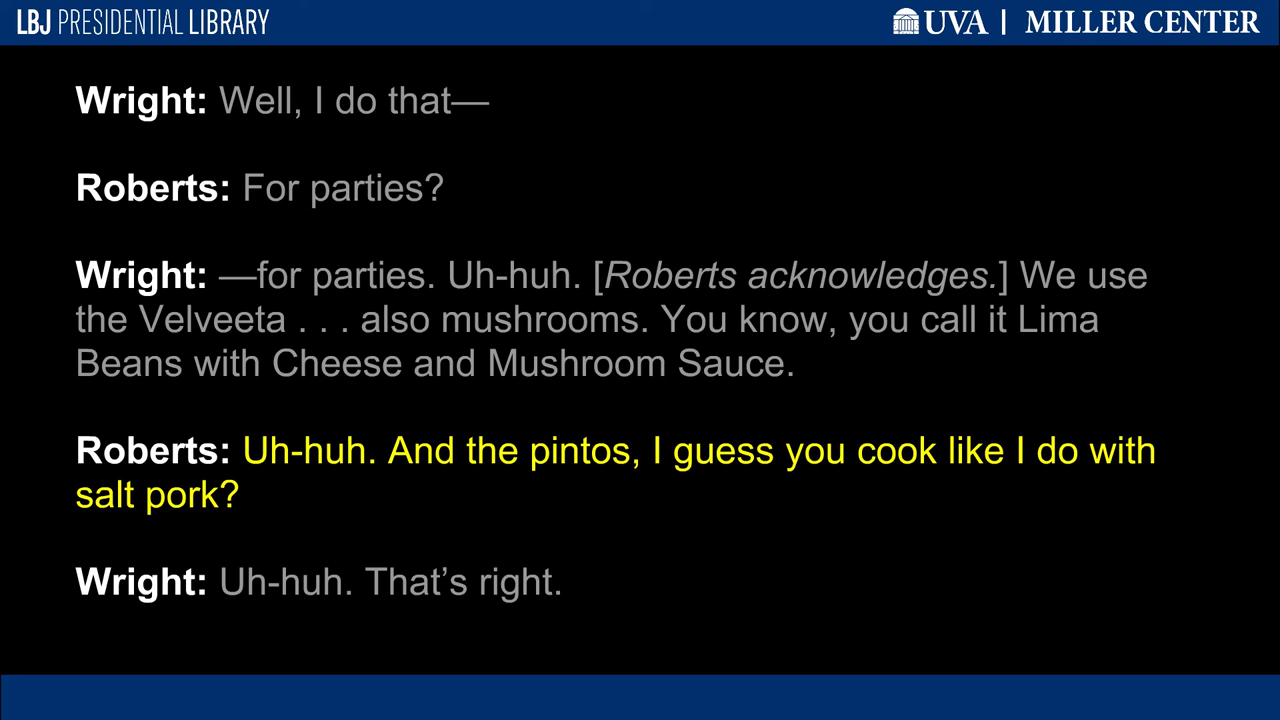 LBJ PRESIDENTIAL LIBRARY
UVA | MILLER CENTER
Wright: Well, I do that—
Roberts: For parties?
Wright: —for parties. Uh-huh. [Roberts acknowledges.] We use
the Velveeta . . . also mushrooms. You know, you call it Lima
Beans with Cheese and Mushroom Sauce.
Roberts: Uh-huh. And the pintos, I guess you cook like I do with
salt pork?
Wright: Uh-huh. That’s right.